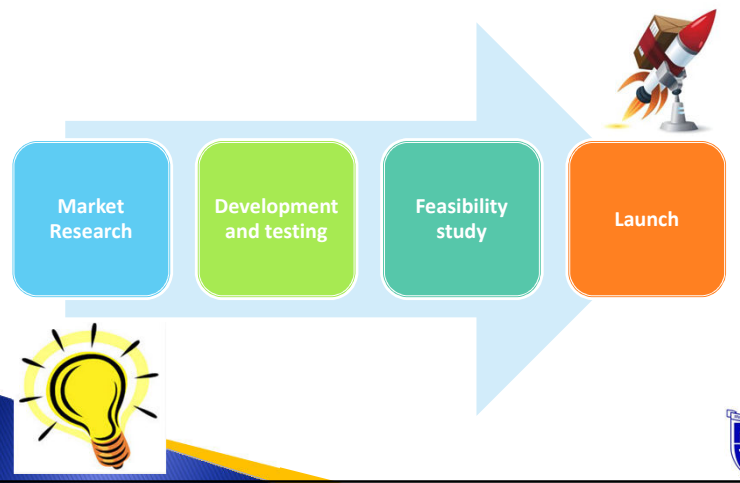 Market
Research
Development
and testing
Feasibility
study
Launch